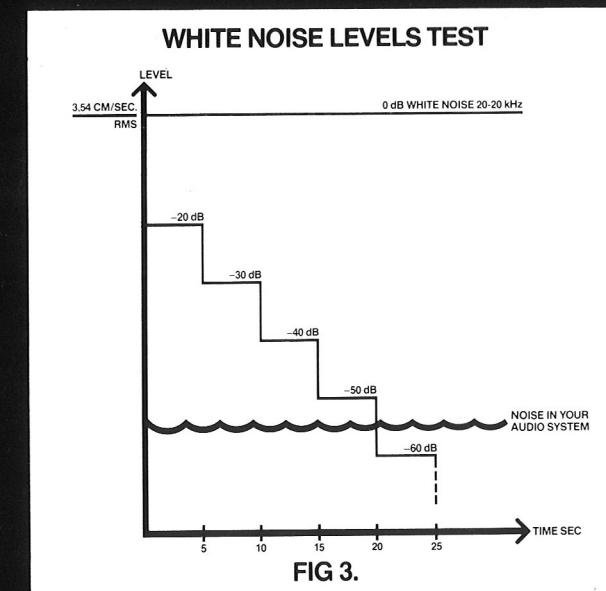 WHITE NOISE LEVELS TEST
LEVEL
3.54 CM/SEC.
RMS
0 dB WHITE NOISE 20-20 kHz
–20 dB
–30 dB
–40 dB
–50 dB
NOISE IN YOUR
AUDIO SYSTEM
–60 dB
TIME SEC
5 10 15 20 25
FIG 3.